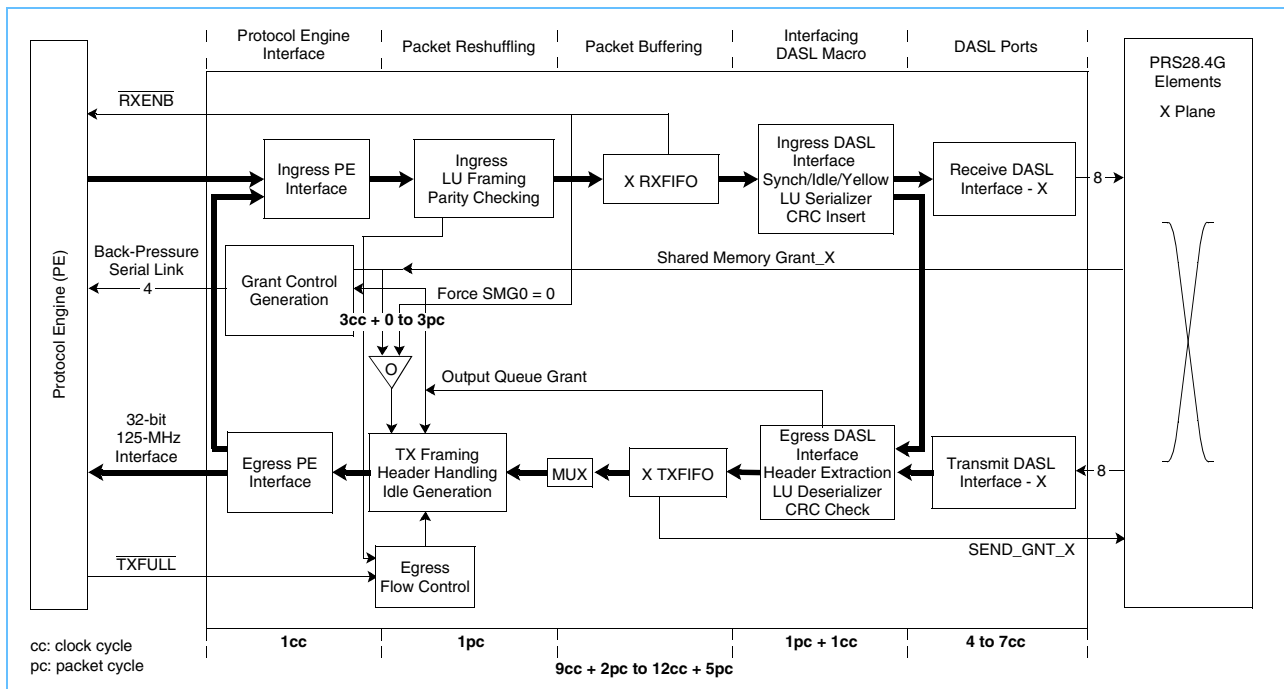 Protocol Engine
Interface
Packet Reshuffling
Packet Buffering
Interfacing
DASL Macro
DASL Ports
PRS28.4G
Elements
X Plane
Protocol Engine (PE)
RXENB
Ingress PE
Interface
Ingress
LU Framing
Parity Checking
X RXFIFO
Ingress DASL
Interface
Synch/Idle/Yellow
LU Serializer
CRC Insert
Receive DASL
Interface - X
8
Back-Pressure
Serial Link
4
Grant Control
Generation
Shared Memory Grant_X
Force SMG0 = 0
3cc + 0 to 3pc
O
Output Queue Grant
32-bit
125-MHz
Interface
Egress PE
Interface
TX Framing
Header Handling
Idle Generation
MUX
X TXFIFO
Egress DASL
Interface
Header Extraction
LU Deserializer
CRC Check
Transmit DASL
Interface - X
8
SEND_GNT_X
TXFULL
Egress
Flow Control
cc: clock cycle
pc: packet cycle
1cc
1pc
1pc + 1cc
4 to 7cc
9cc + 2pc to 12cc + 5pc